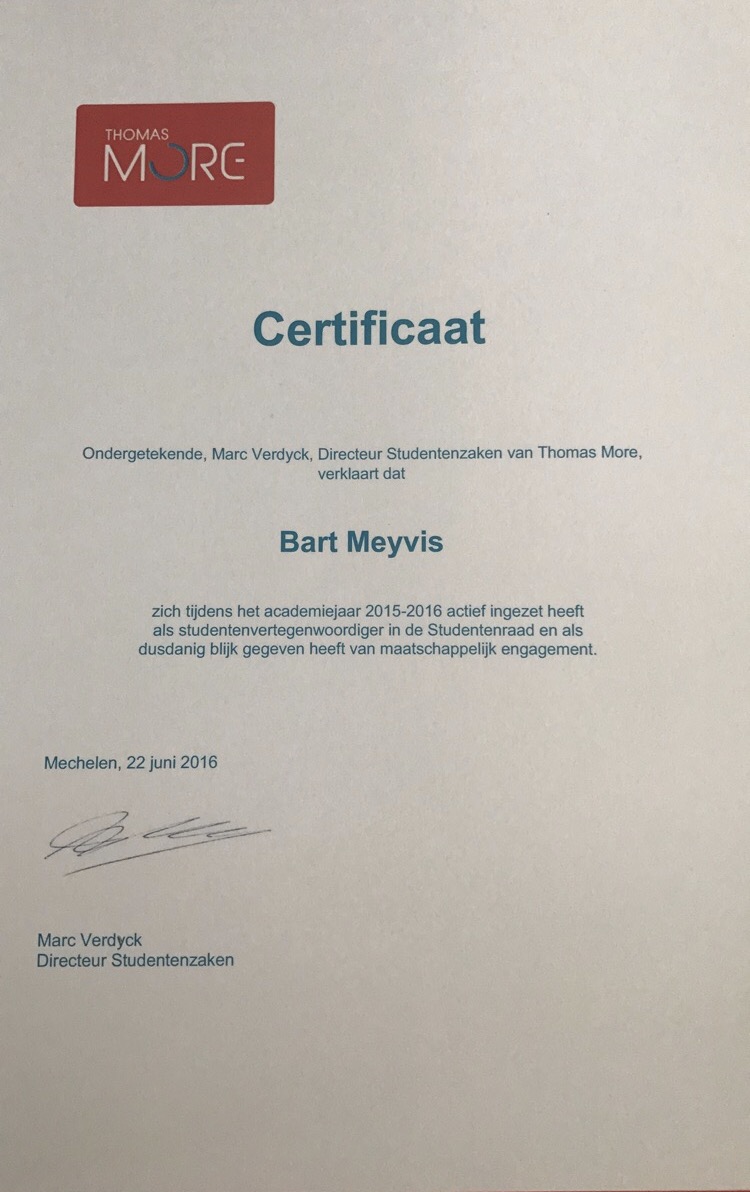 THOMAS
MORE
Certificaat
Ondergetekende, Marc Verdyck, Directeur Studentenzaken van Thomas More,
verklaart dat
Bart Meyvis
zich tijdens het academiejaar 2015-2016 actief ingezet heeft
als studentenvertegenwoordiger in de Studentenraad en als
dusdanig blijk gegeven heeft van maatschappelijk engagement.
Mechelen, 22 juni 2016
Marc Verdyck
Directeur Studentenzaken